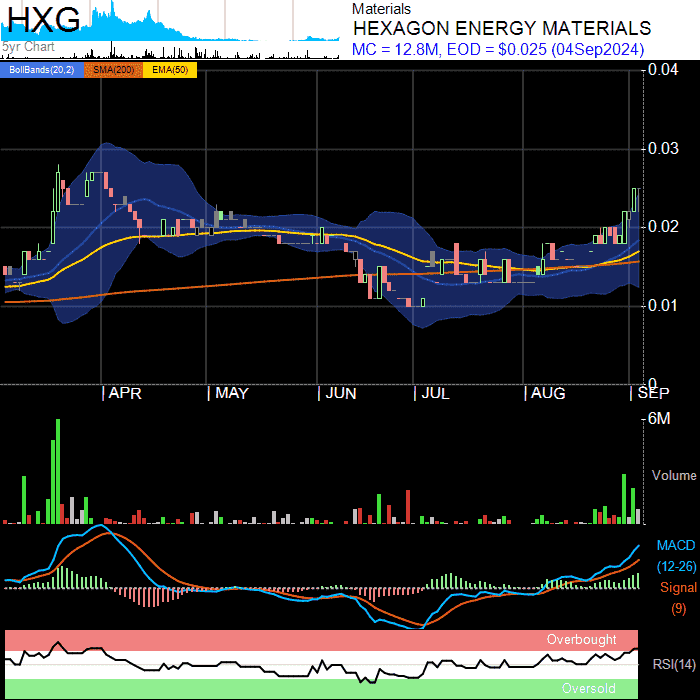 HXG
5yr Chart
Materials
HEXAGON ENERGY MATERIALS
MC = 12.8M, EOD = $0.025 (04Sep2024)
BollBands(20,2) SMA(200) EMA(50)
0.04
0.03
0.02
0.01
0
APR MAY JUN JUL AUG SEP
6M
Volume
MACD
(12-26)
Signal
(9)
Overbought
RSI(14)
Oversold